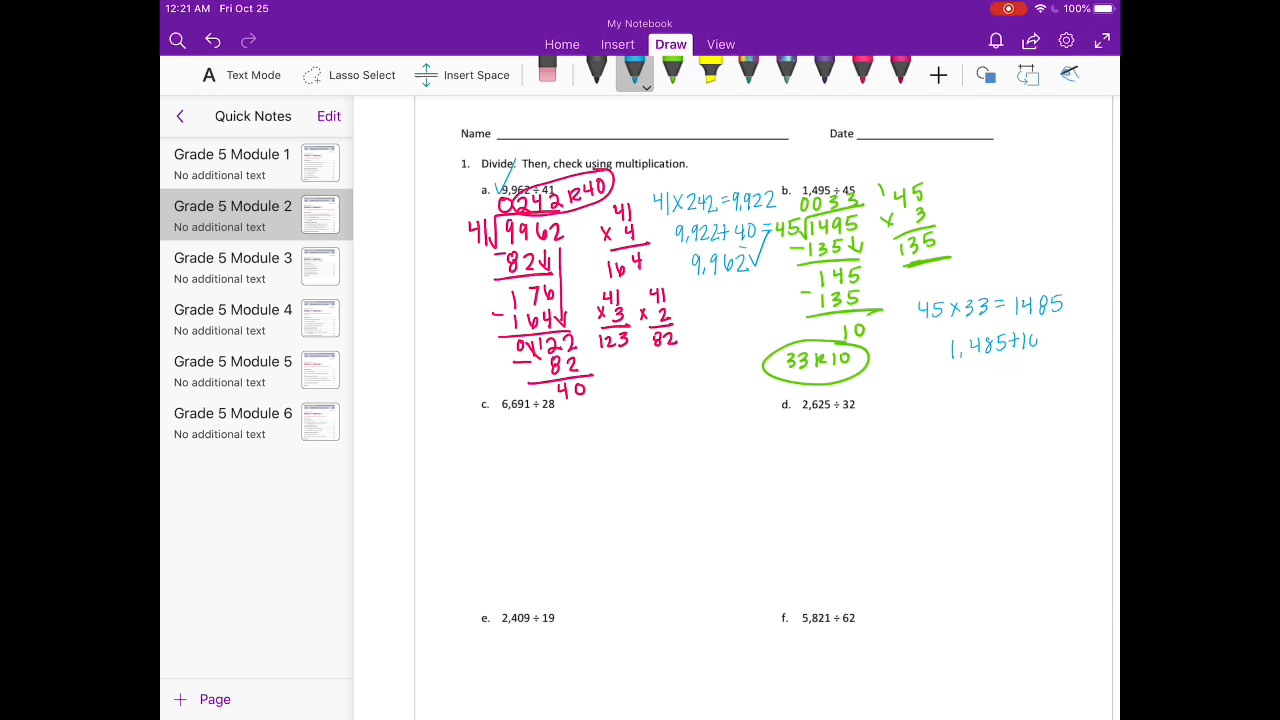 12:21 AM Fri Oct 25
100%
My Notebook
Home Insert Draw View
A Text Mode Lasso Select Insert Space
Quick Notes Edit
Grade 5 Module 1
No additional text
Grade 5 Module 2
No additional text
Grade 5 Module 3
No additional text
Grade 5 Module 4
No additional text
Grade 5 Module 5
No additional text
Grade 5 Module 6
No additional text
+ Page
Name Date
1. Divide. Then, check using multiplication.
a. 9,962 ÷ 41
0242 R40
41 9962
- 82
176
- 164
0122
- 82
40
41
x 4
164
41
x 3
123
41
x 2
82
41 x 242 = 9,922
9,922 + 40 =
9,962
b. 1,495 ÷ 45
0033
45 1495
- 135
145
- 135
10
33 R 10
1
45
x 3
135
45 x 33 = 1485
1,485 + 10
c. 6,691 ÷ 28
d. 2,625 ÷ 32
e. 2,409 ÷ 19
f. 5,821 ÷ 62